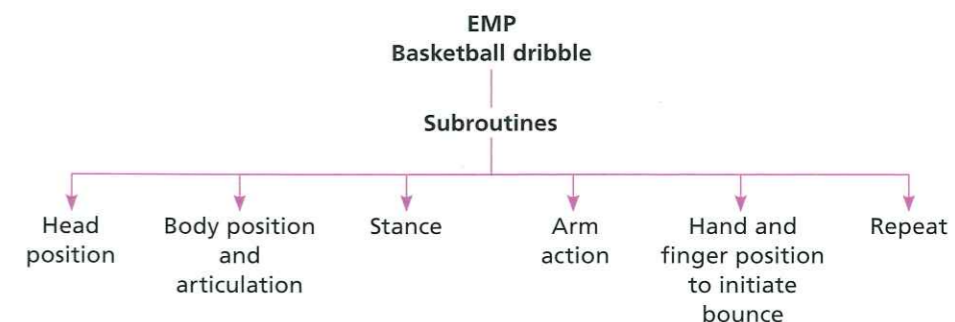 EMP
Basketball dribble
Subroutines
Head
position
Body position
and
articulation
Stance
Arm
action
Hand and
finger position
to initiate
bounce
Repeat